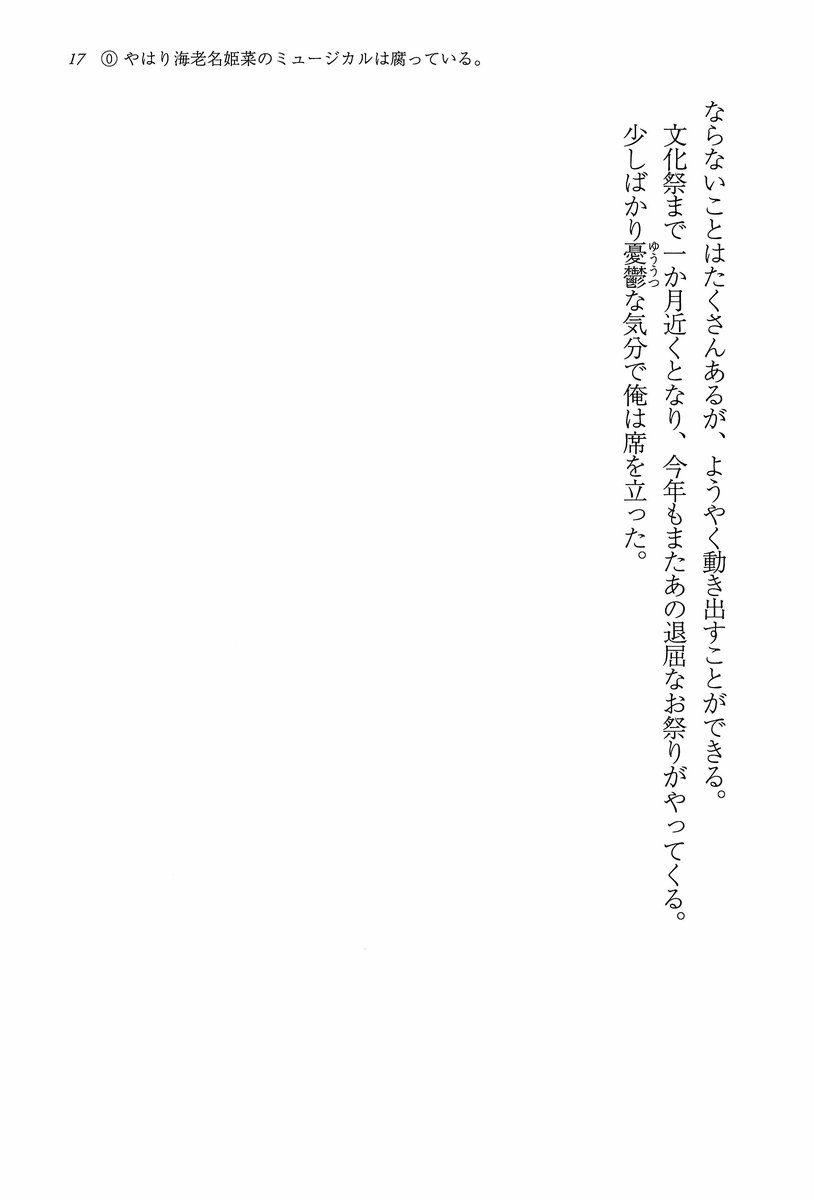 17 ⓪ やはり海老名姫菜のミュージカルは腐っている。
ならないことはたくさんあるが、ようやく動き出すことができる。
文化祭まで一か月近くとなり、今年もまたあの退屈なお祭りがやってくる。
少しばかり憂鬱な気分で俺は席を立った。
ゆううつ